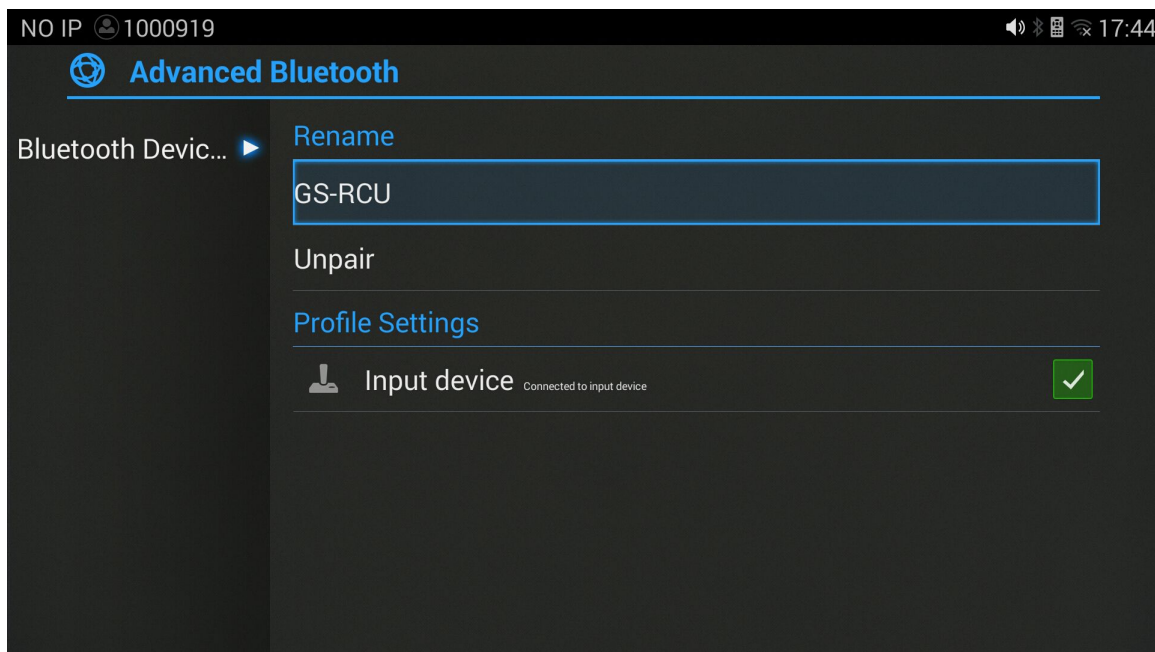 NO IP 1000919 17:44
Advanced Bluetooth
Bluetooth Devic...
Rename
GS-RCU
Unpair
Profile Settings
Input device Connected to input device